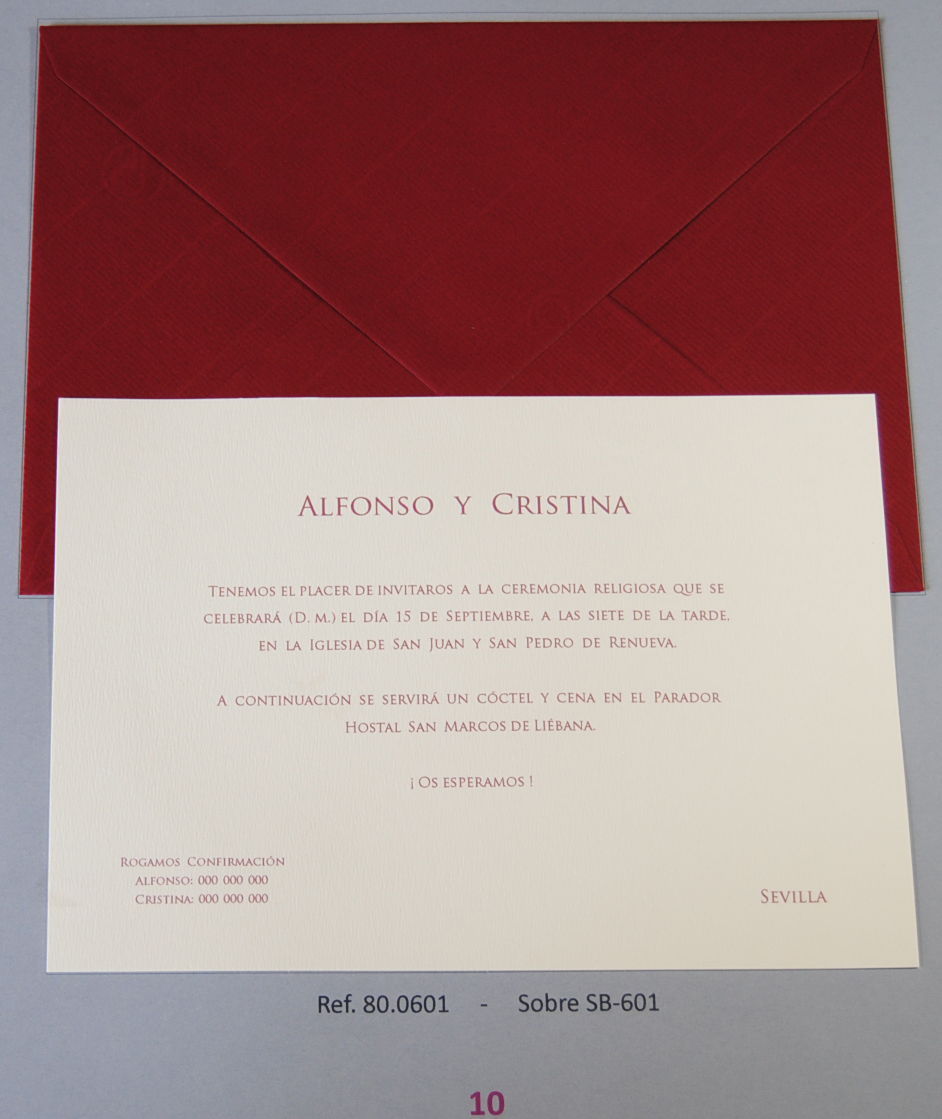 Alfonso y Cristina
Tenemos el placer de invitaros a la ceremonia religiosa que se
celebrará (D. m.) el día 15 de Septiembre, a las siete de la tarde,
en la Iglesia de San Juan y San Pedro de Renueva.
A continuación se servirá un cóctel y cena en el Parador
Hostal San Marcos de Liébana.
¡ Os esperamos !
Rogamos Confirmación
Alfonso: 000 000 000
Cristina: 000 000 000
Sevilla
Ref. 80.0601 - Sobre SB-601
10